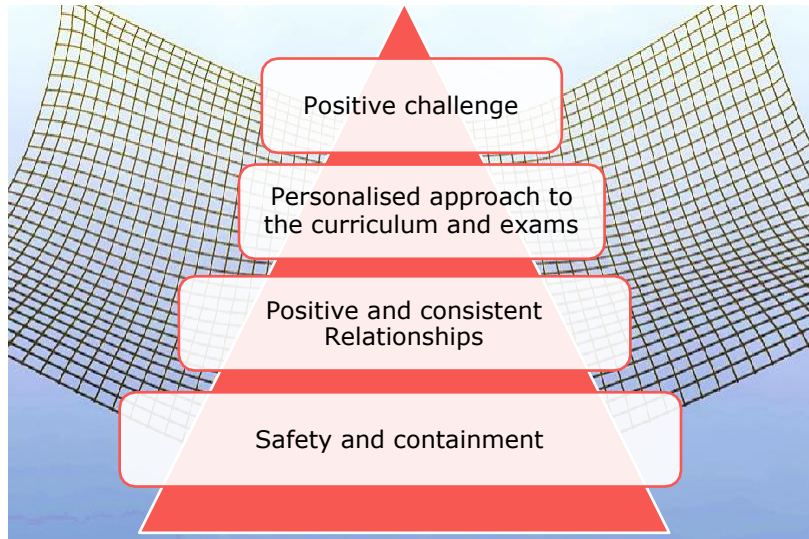 Positive challenge
Personalised approach to
the curriculum and exams
Positive and consistent
Relationships
Safety and containment